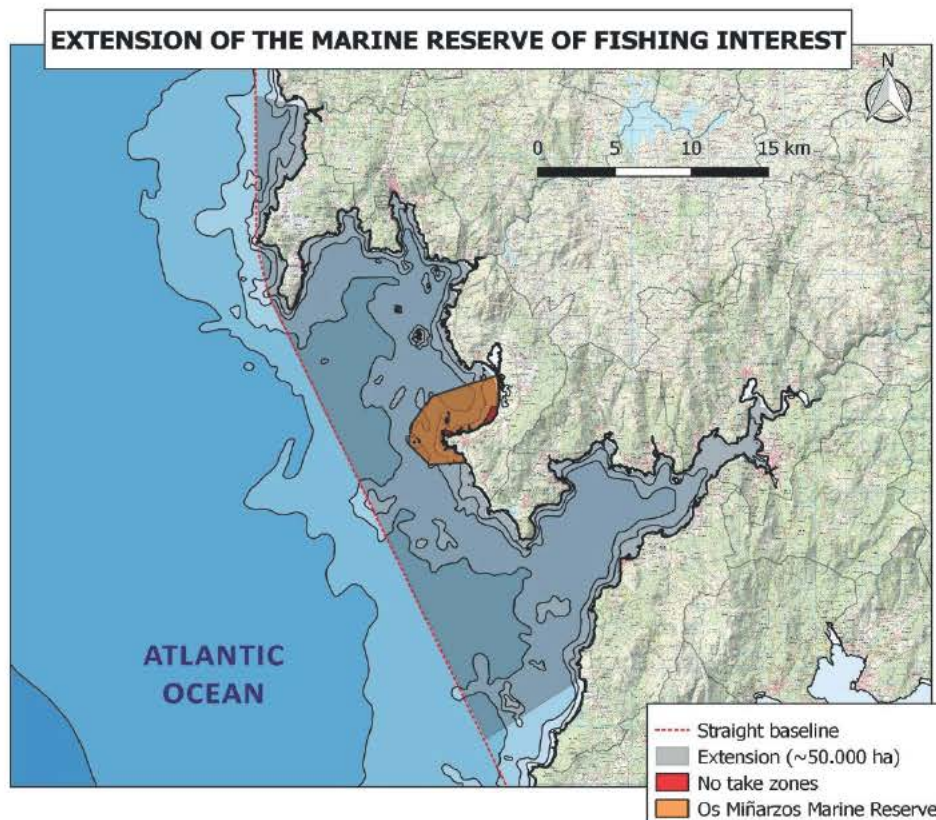 EXTENSION OF THE MARINE RESERVE OF FISHING INTEREST
N
0 5 10 15 km
ATLANTIC
OCEAN
Straight baseline
Extension (~50.000 ha)
No take zones
Os Miñarzos Marine Reserve